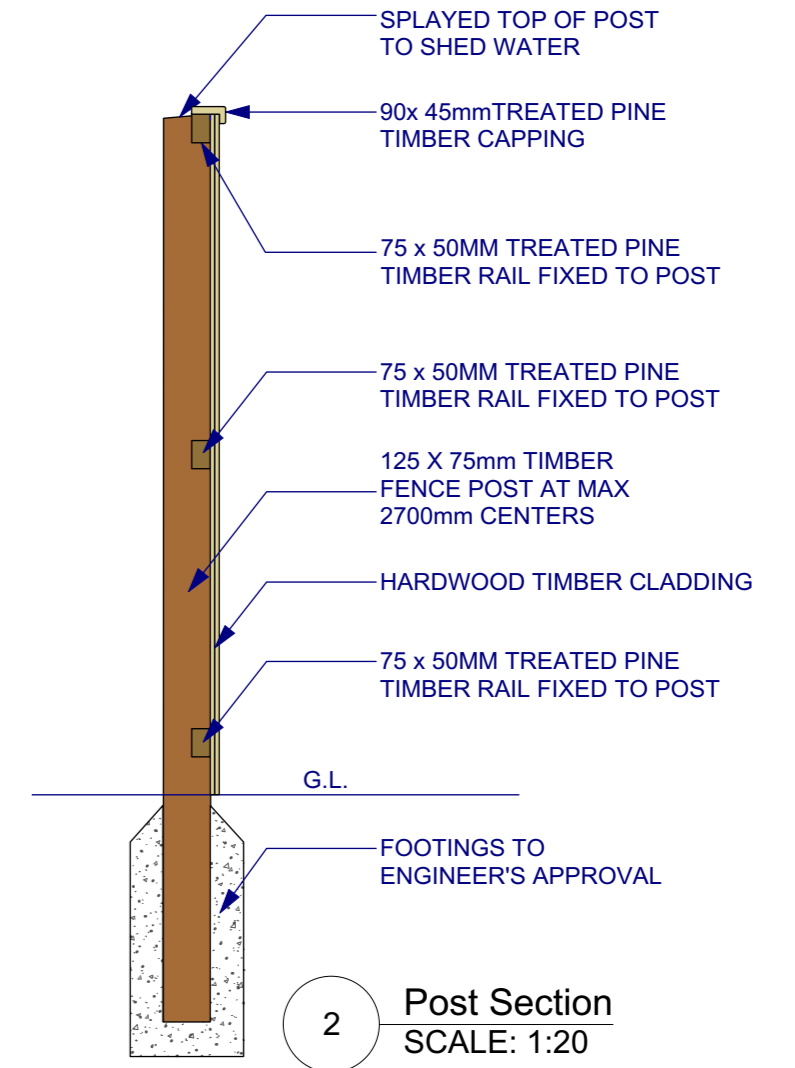 SPLAYED TOP OF POST
TO SHED WATER
90x 45mmTREATED PINE
TIMBER CAPPING
75 x 50MM TREATED PINE
TIMBER RAIL FIXED TO POST
75 x 50MM TREATED PINE
TIMBER RAIL FIXED TO POST
125 X 75mm TIMBER
FENCE POST AT MAX
2700mm CENTERS
HARDWOOD TIMBER CLADDING
75 x 50MM TREATED PINE
TIMBER RAIL FIXED TO POST
G.L.
FOOTINGS TO
ENGINEER'S APPROVAL
2
Post Section
SCALE: 1:20